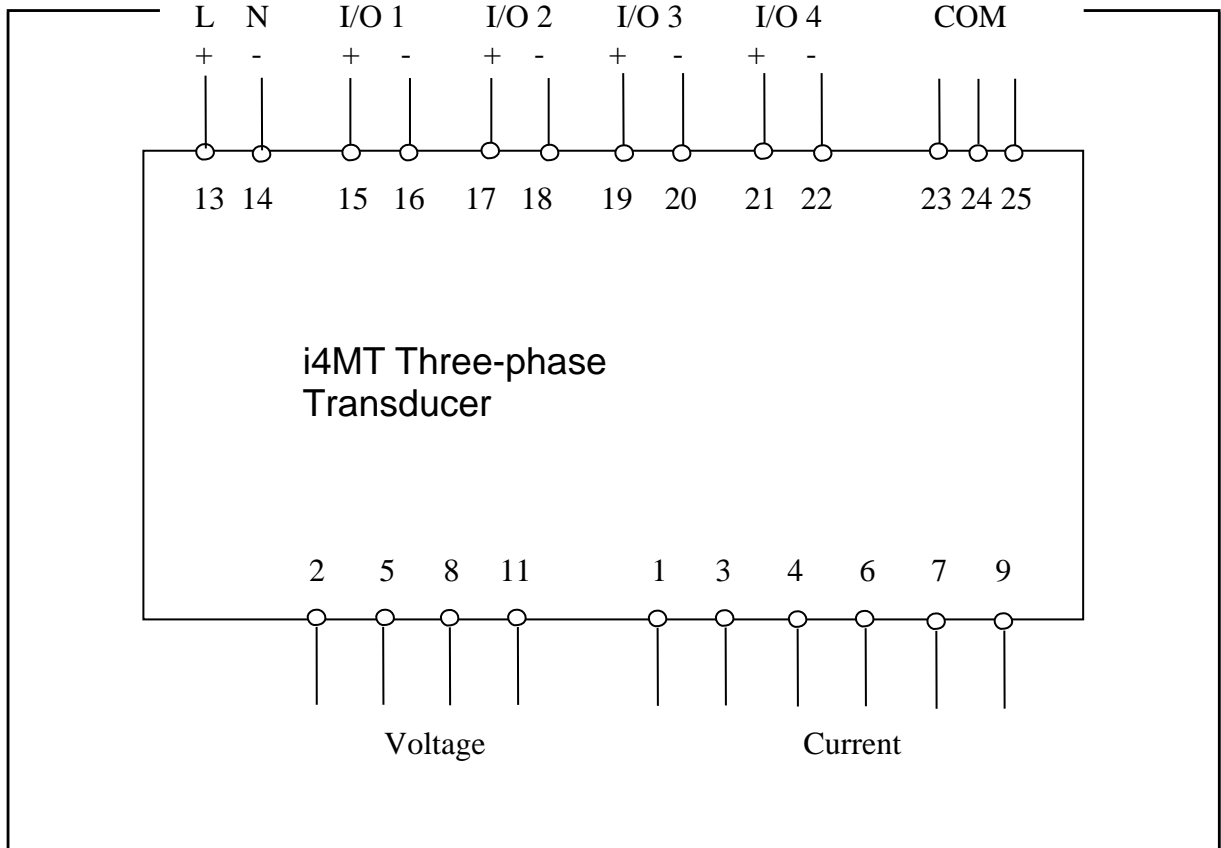 L N I/O 1 I/O 2 I/O 3 I/O 4 COM
+ - + - + - + - + -
13 14 15 16 17 18 19 20 21 22 23 24 25
i4MT Three-phase
Transducer
2 5 8 11 1 3 4 6 7 9
Voltage Current